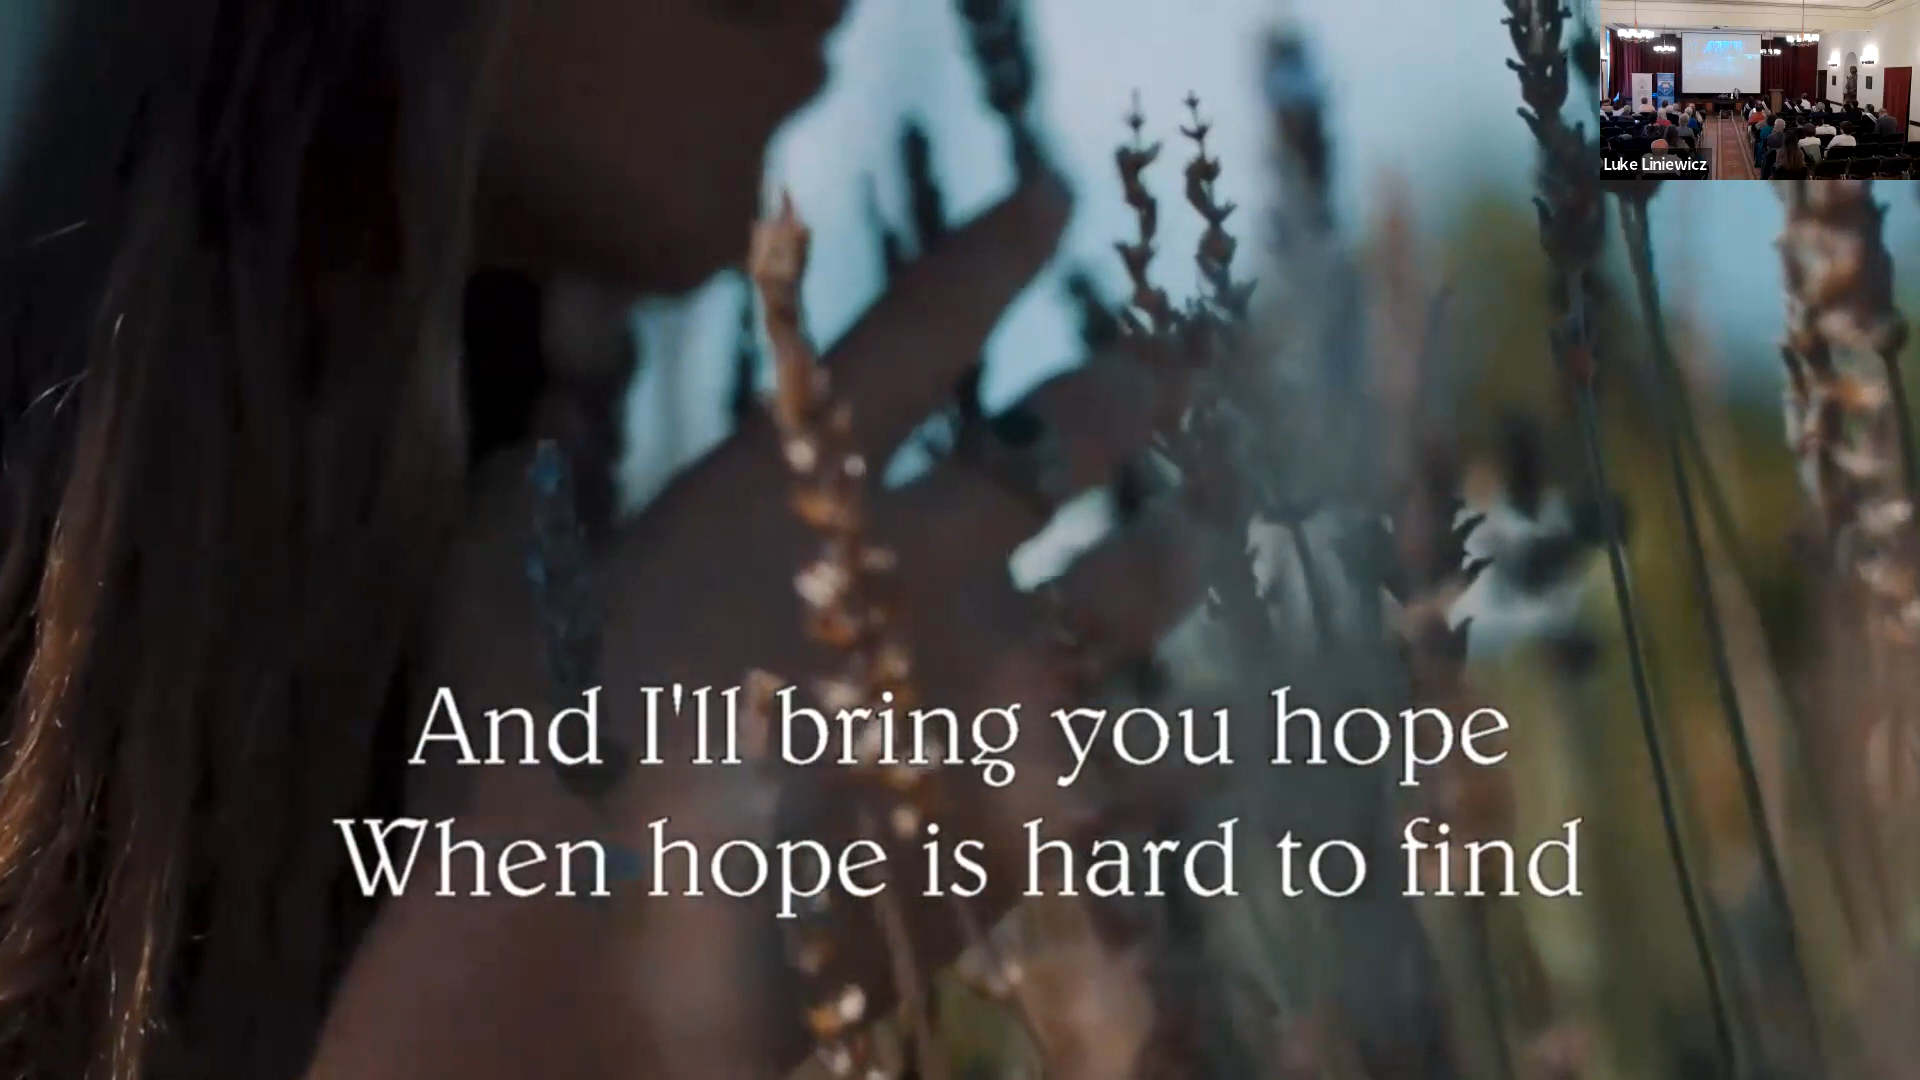 Luke Liniewicz
And I'll bring you hope
When hope is hard to find